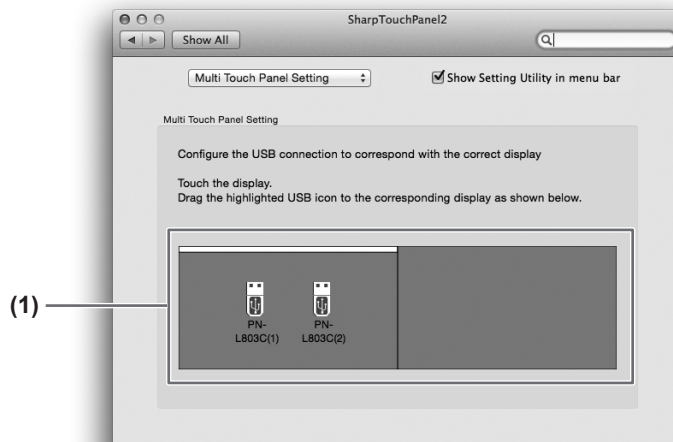 SharpTouchPanel2
Show All
Multi Touch Panel Setting
Show Setting Utility in menu bar
Multi Touch Panel Setting
Configure the USB connection to correspond with the correct display
Touch the display.
Drag the highlighted USB icon to the corresponding display as shown below.
(1)
PN-
L803C(1)
PN-
L803C(2)